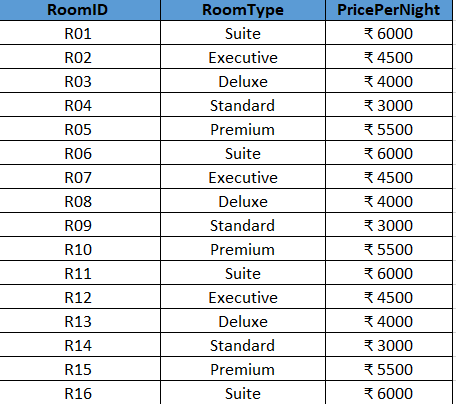 RoomID RoomType PricePerNight
R01 Suite ₹ 6000
R02 Executive ₹ 4500
R03 Deluxe ₹ 4000
R04 Standard ₹ 3000
R05 Premium ₹ 5500
R06 Suite ₹ 6000
R07 Executive ₹ 4500
R08 Deluxe ₹ 4000
R09 Standard ₹ 3000
R10 Premium ₹ 5500
R11 Suite ₹ 6000
R12 Executive ₹ 4500
R13 Deluxe ₹ 4000
R14 Standard ₹ 3000
R15 Premium ₹ 5500
R16 Suite ₹ 6000